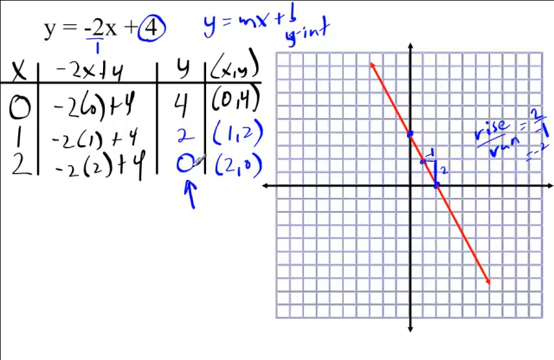 y = -2x + 4
1
y = mx + b
y-int
x -2x+4 y (x,y)
0 -2(0)+4 4 (0,4)
1 -2(1)+4 2 (1,2)
2 -2(2)+4 0 (2,0)
rise/run = 2/-1
= -2
-1
2